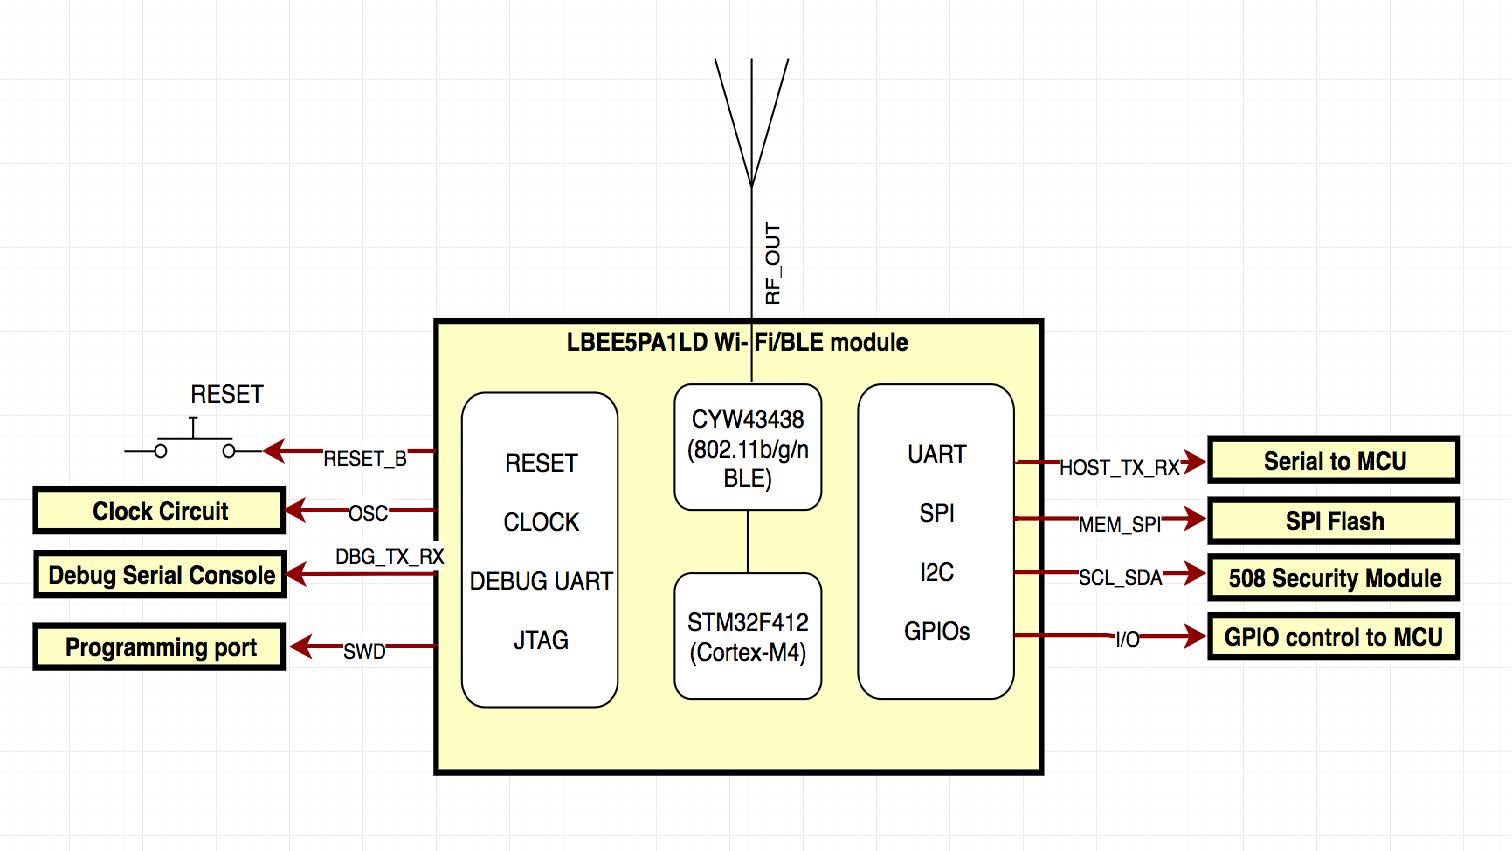 RF_OUT
LBEE5PA1LD Wi-Fi/BLE module
RESET
RESET_B
Clock Circuit
OSC
DBG_TX_RX
Debug Serial Console
Programming port
SWD
RESET
CLOCK
DEBUG UART
JTAG
CYW43438
(802.11b/g/n
BLE)
STM32F412
(Cortex-M4)
UART
SPI
I2C
GPIOs
HOST_TX_RX
Serial to MCU
MEM_SPI
SPI Flash
SCL_SDA
508 Security Module
I/O
GPIO control to MCU